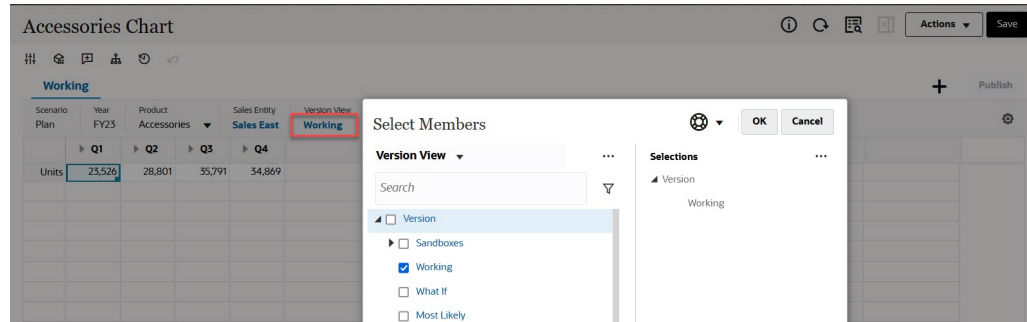 Accessories Chart
Actions
Save
Working
Publish
Scenario Year Product Sales Entity Version View
Plan FY23 Accessories Sales East Working
Q1 Q2 Q3 Q4
Units 23,526 28,801 35,791 34,869
Select Members
OK Cancel
Version View
Selections
Search
Version
Working
Version
Sandboxes
Working
What If
Most Likely